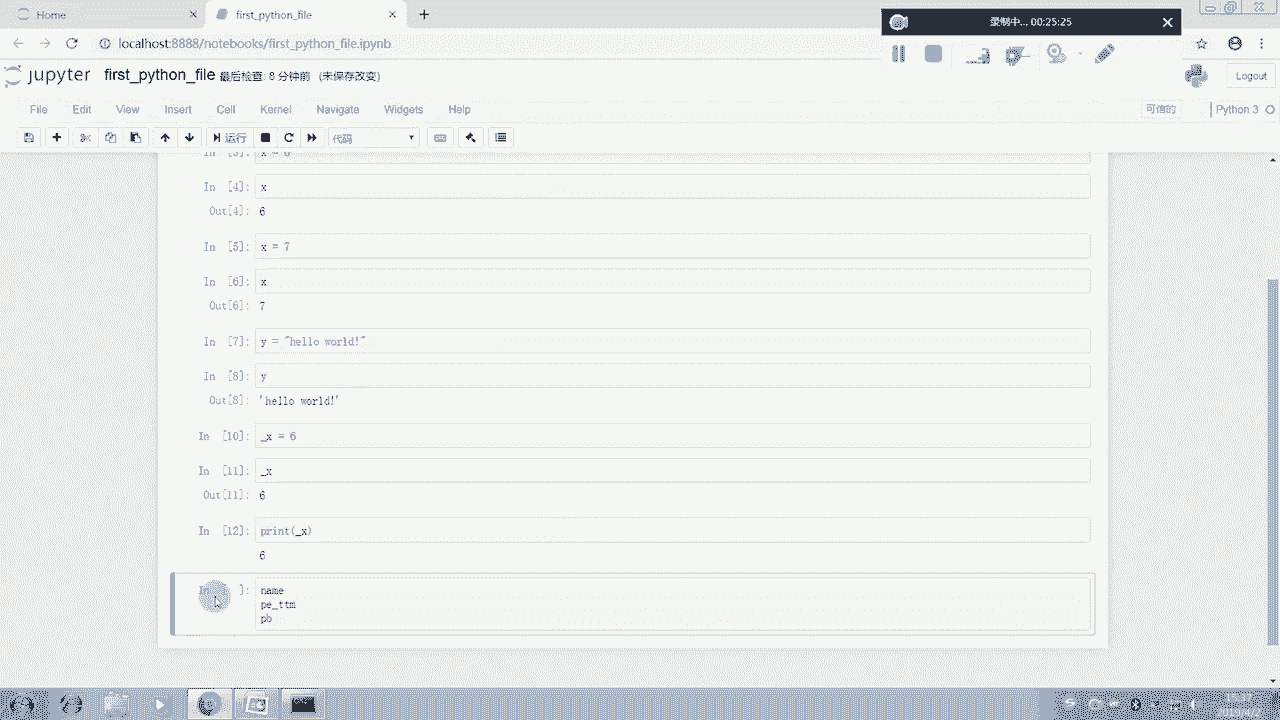 Home
first_python_file
录制中... 00:25:25
localhost:8888/notebooks/first_python_file.ipynb
jupyter first_python_file 最后检查: 8 分钟前 (未保存改变)
Logout
File Edit View Insert Cell Kernel Navigate Widgets Help
可信的 Python 3
运行 代码
x = 6
In [4]: x
Out[4]: 6
In [5]: x = 7
In [6]: x
Out[6]: 7
In [7]: y = "hello world!"
In [8]: y
Out[8]: 'hello world!'
In [10]: _x = 6
In [11]: _x
Out[11]: 6
In [12]: print(_x)
6
In [ ]: name
pe_ttm
pb